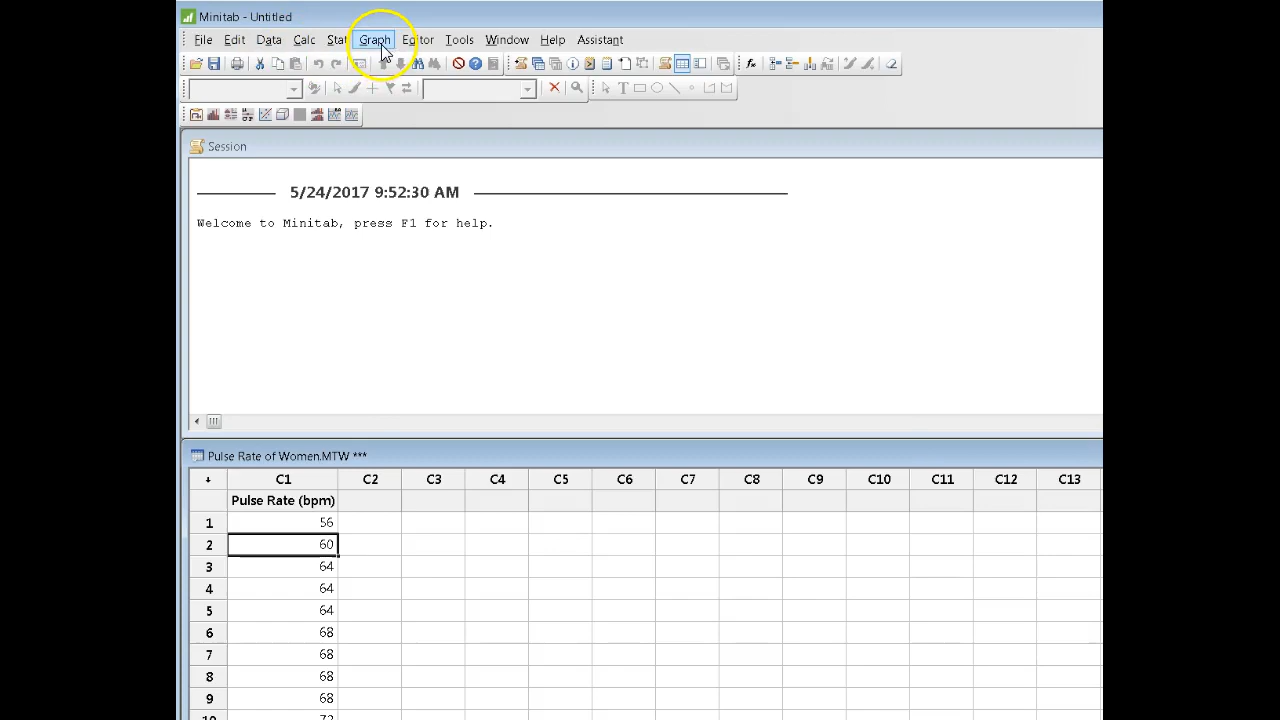 Minitab - Untitled
File Edit Data Calc Stat Graph Editor Tools Window Help Assistant
Session
5/24/2017 9:52:30 AM
Welcome to Minitab, press F1 for help.
Pulse Rate of Women.MTW ***
C1 C2 C3 C4 C5 C6 C7 C8 C9 C10 C11 C12 C13
Pulse Rate (bpm)
1 56
2 60
3 64
4 64
5 64
6 68
7 68
8 68
9 68
10 72